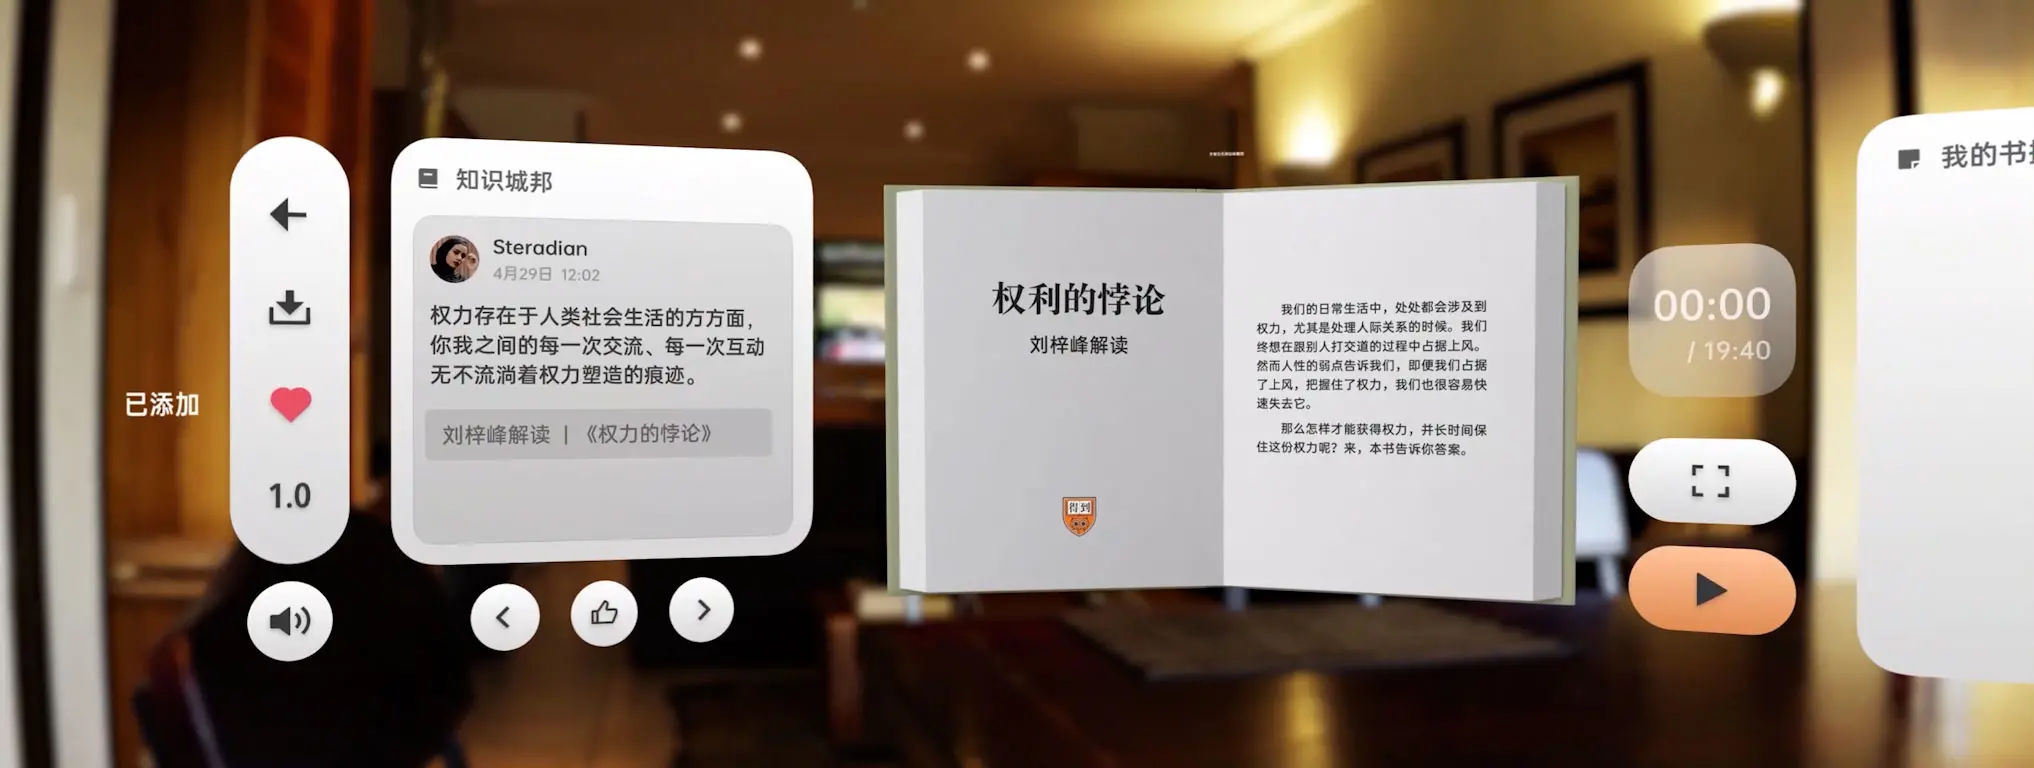 已添加
1.0
知识城邦
Steradian
4月29日 12:02
权力存在于人类社会生活的方方面，
你我之间的每一次交流、每一次互动
无不流淌着权力塑造的痕迹。
刘梓峰解读 | 《权力的悖论》
权利的悖论
刘梓峰解读
得到
我们的日常生活中，处处都会涉及到
权力，尤其是处理人际关系的时候。我们
终想在跟别人打交道的过程中占据上风。
然而人性的弱点告诉我们，即便我们占据
了上风，把握住了权力，我们也很容易快
速失去它。
那么怎样才能获得权力，并长时间保
住这份权力呢？来，本书告诉你答案。
00:00
/ 19:40
我的书